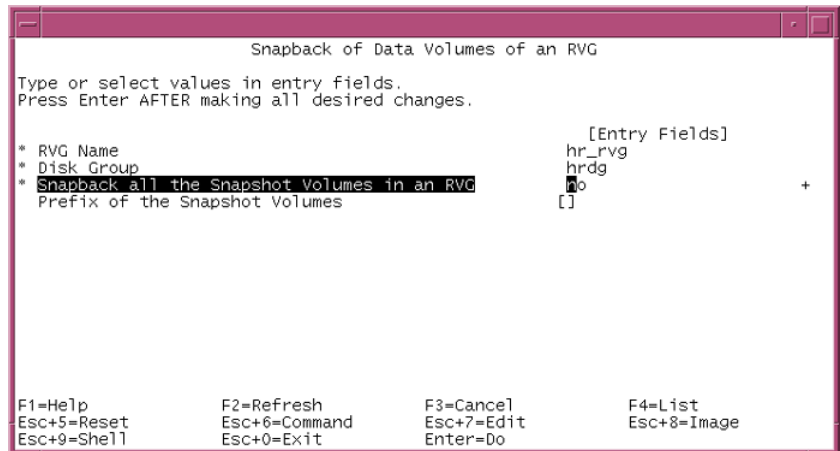 Snapback of Data Volumes of an RVG
Type or select values in entry fields.
Press Enter AFTER making all desired changes.
[Entry Fields]
* RVG Name hr_rvg
* Disk Group hrdg
* Snapback all the Snapshot Volumes in an RVG no +
Prefix of the Snapshot Volumes []
F1=Help F2=Refresh F3=Cancel F4=List
Esc+5=Reset Esc+6=Command Esc+7=Edit Esc+8=Image
Esc+9=Shell Esc+0=Exit Enter=Do